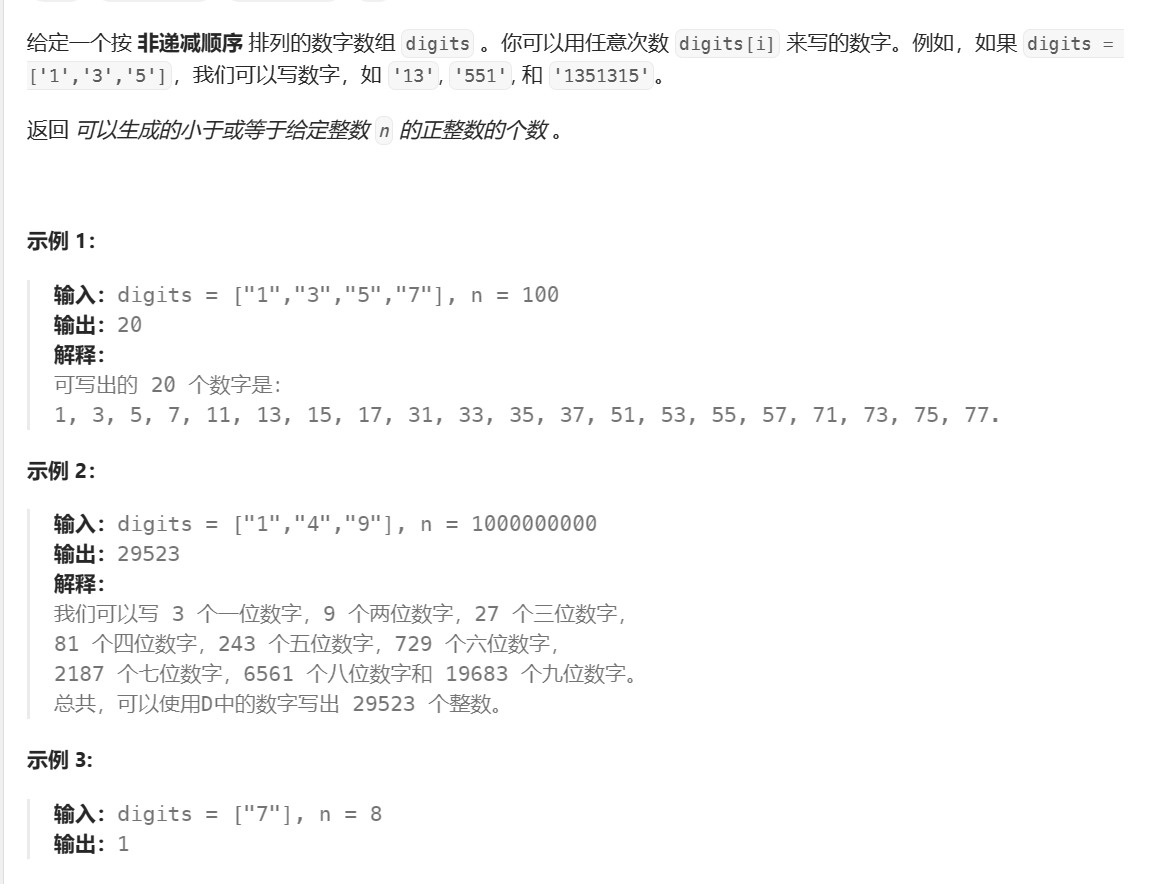 给定一个按 非递减顺序 排列的数字数组 digits 。你可以用任意次数 digits[i] 来写的数字。例如，如果 digits =
['1','3','5']，我们可以写数字，如 '13', '551', 和 '1351315'。
返回 可以生成的小于或等于给定整数 n 的正整数的个数 。
示例 1：
输入：digits = ["1","3","5","7"], n = 100
输出：20
解释：
可写出的 20 个数字是：
1, 3, 5, 7, 11, 13, 15, 17, 31, 33, 35, 37, 51, 53, 55, 57, 71, 73, 75, 77.
示例 2：
输入：digits = ["1","4","9"], n = 1000000000
输出：29523
解释：
我们可以写 3 个一位数字，9 个两位数字，27 个三位数字，
81 个四位数字，243 个五位数字，729 个六位数字，
2187 个七位数字，6561 个八位数字和 19683 个九位数字。
总共，可以使用D中的数字写出 29523 个整数。
示例 3:
输入：digits = ["7"], n = 8
输出：1